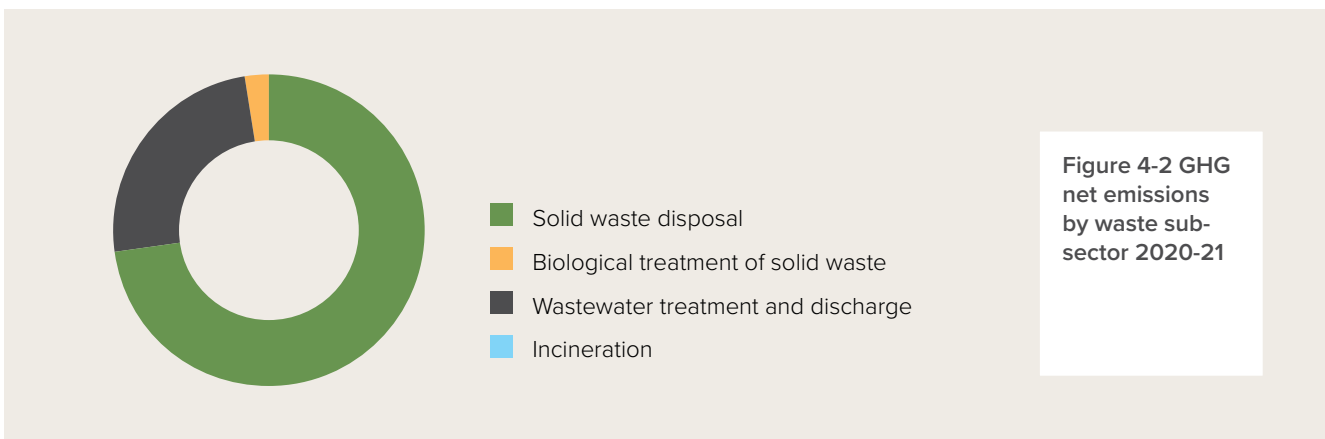 Solid waste disposal
Biological treatment of solid waste
Wastewater treatment and discharge
Incineration
Figure 4-2 GHG
net emissions
by waste sub-
sector 2020-21